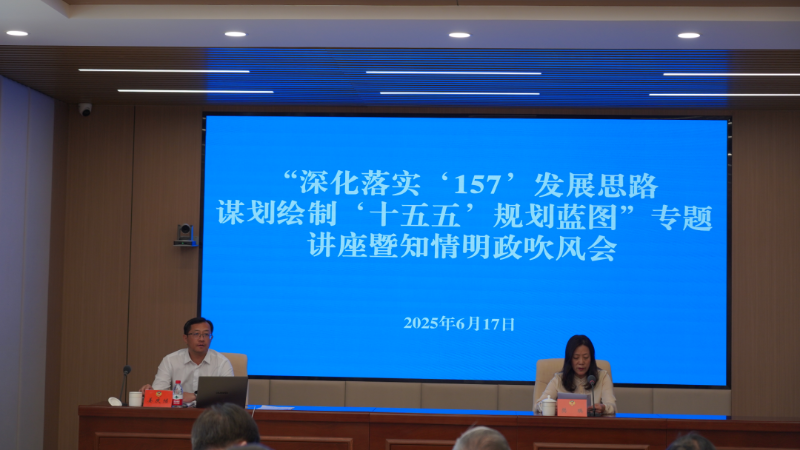 “深化落实‘157’发展思路
谋划绘制‘十五五’规划蓝图”专题
讲座暨知情明政吹风会
2025年6月17日